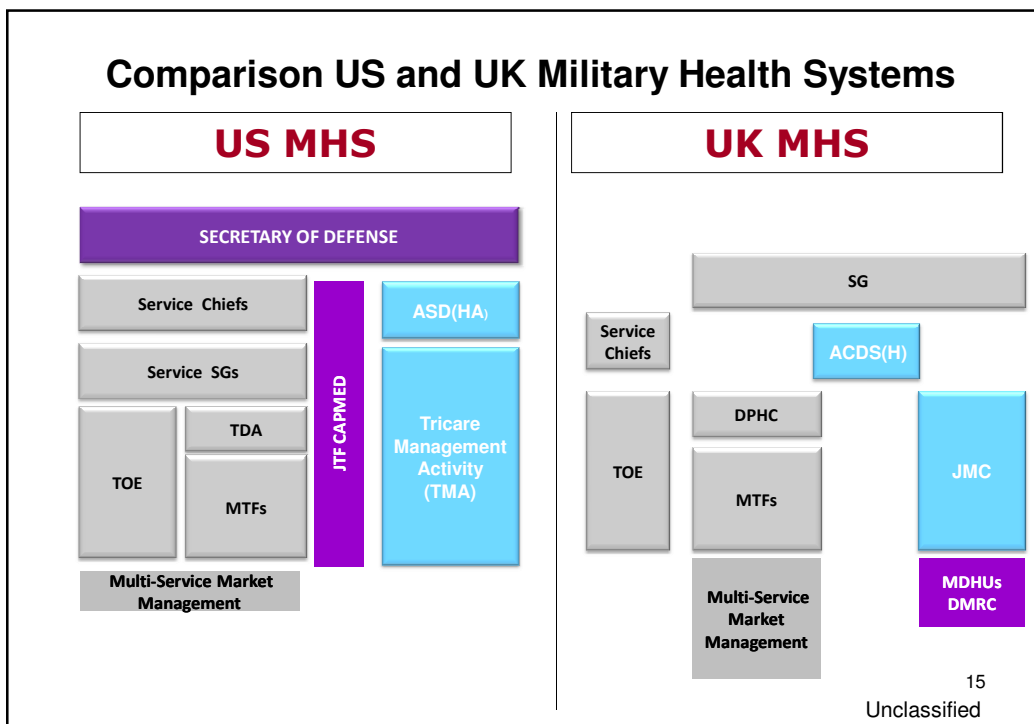 Comparison US and UK Military Health Systems
US MHS
UK MHS
SECRETARY OF DEFENSE
Service Chiefs
Service SGs
TOE
TDA
MTFs
Multi-Service Market
Management
JTF CAPMED
ASD(HA)
Tricare
Management
Activity
(TMA)
SG
Service
Chiefs
ACDS(H)
TOE
DPHC
MTFs
Multi-Service
Market
Management
JMC
MDHUs
DMRC
15
Unclassified